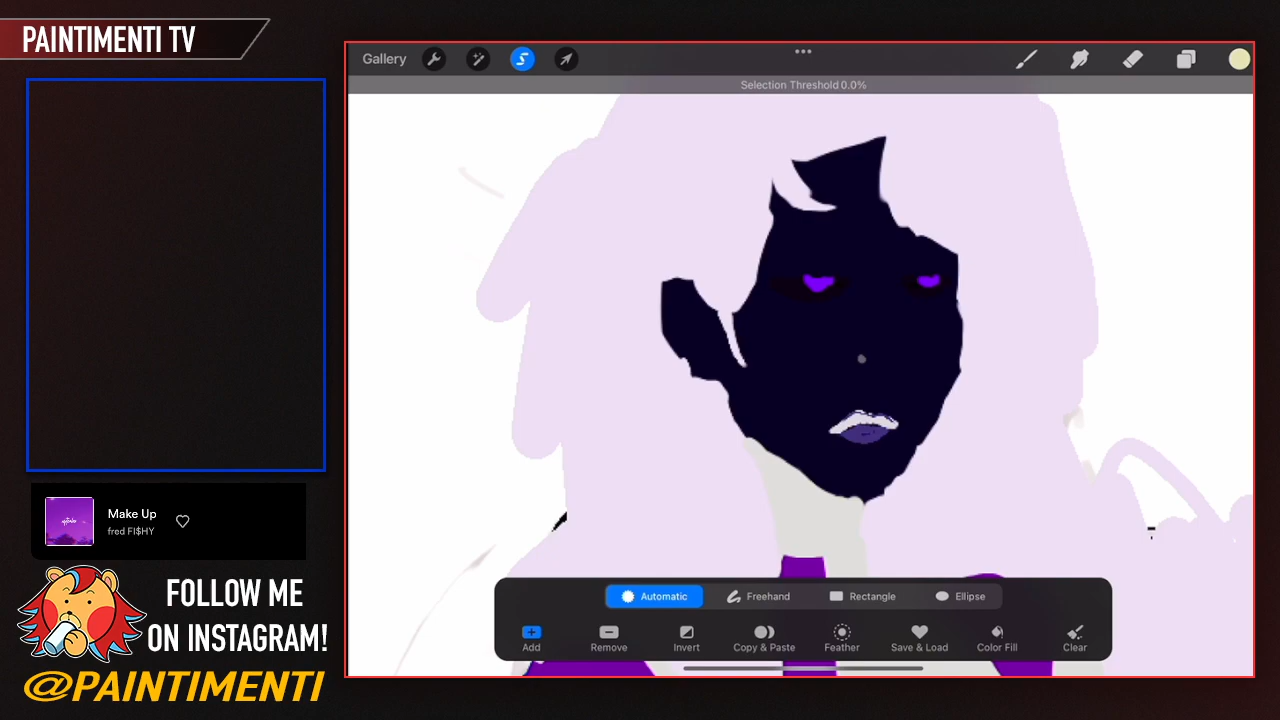 PAINTIMENTI TV
Gallery
Selection Threshold 0.0%
Automatic
Freehand
Rectangle
Ellipse
Add
Remove
Invert
Copy & Paste
Feather
Save & Load
Color Fill
Clear
Make Up
fred FI$HY
FOLLOW ME
ON INSTAGRAM!
@PAINTIMENTI